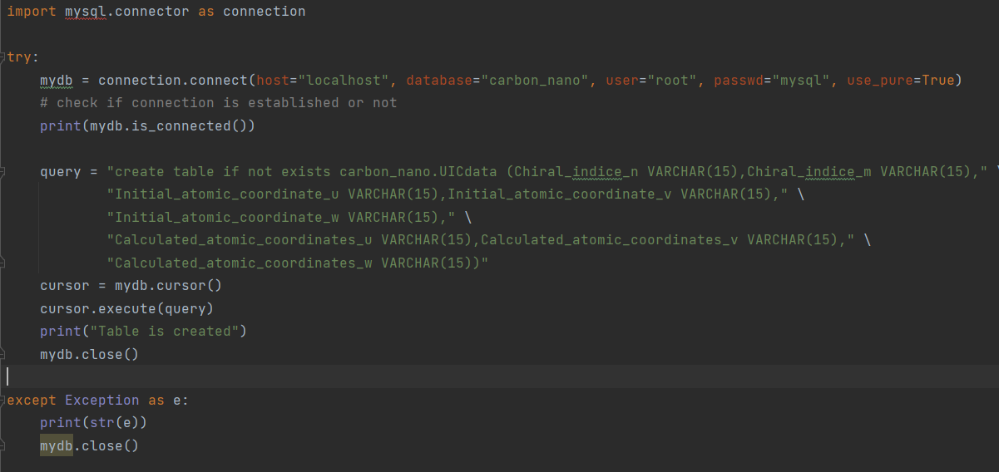 import mysql.connector as connection
try:
mydb = connection.connect(host="localhost", database="carbon_nano", user="root", passwd="mysql", use_pure=True)
# check if connection is established or not
print(mydb.is_connected())
query = "create table if not exists carbon_nano.UICdata (Chiral_indice_n VARCHAR(15),Chiral_indice_m VARCHAR(15)," \
"Initial_atomic_coordinate_u VARCHAR(15),Initial_atomic_coordinate_v VARCHAR(15)," \
"Initial_atomic_coordinate_w VARCHAR(15)," \
"Calculated_atomic_coordinates_u VARCHAR(15),Calculated_atomic_coordinates_v VARCHAR(15)," \
"Calculated_atomic_coordinates_w VARCHAR(15))"
cursor = mydb.cursor()
cursor.execute(query)
print("Table is created")
mydb.close()
except Exception as e:
print(str(e))
mydb.close()